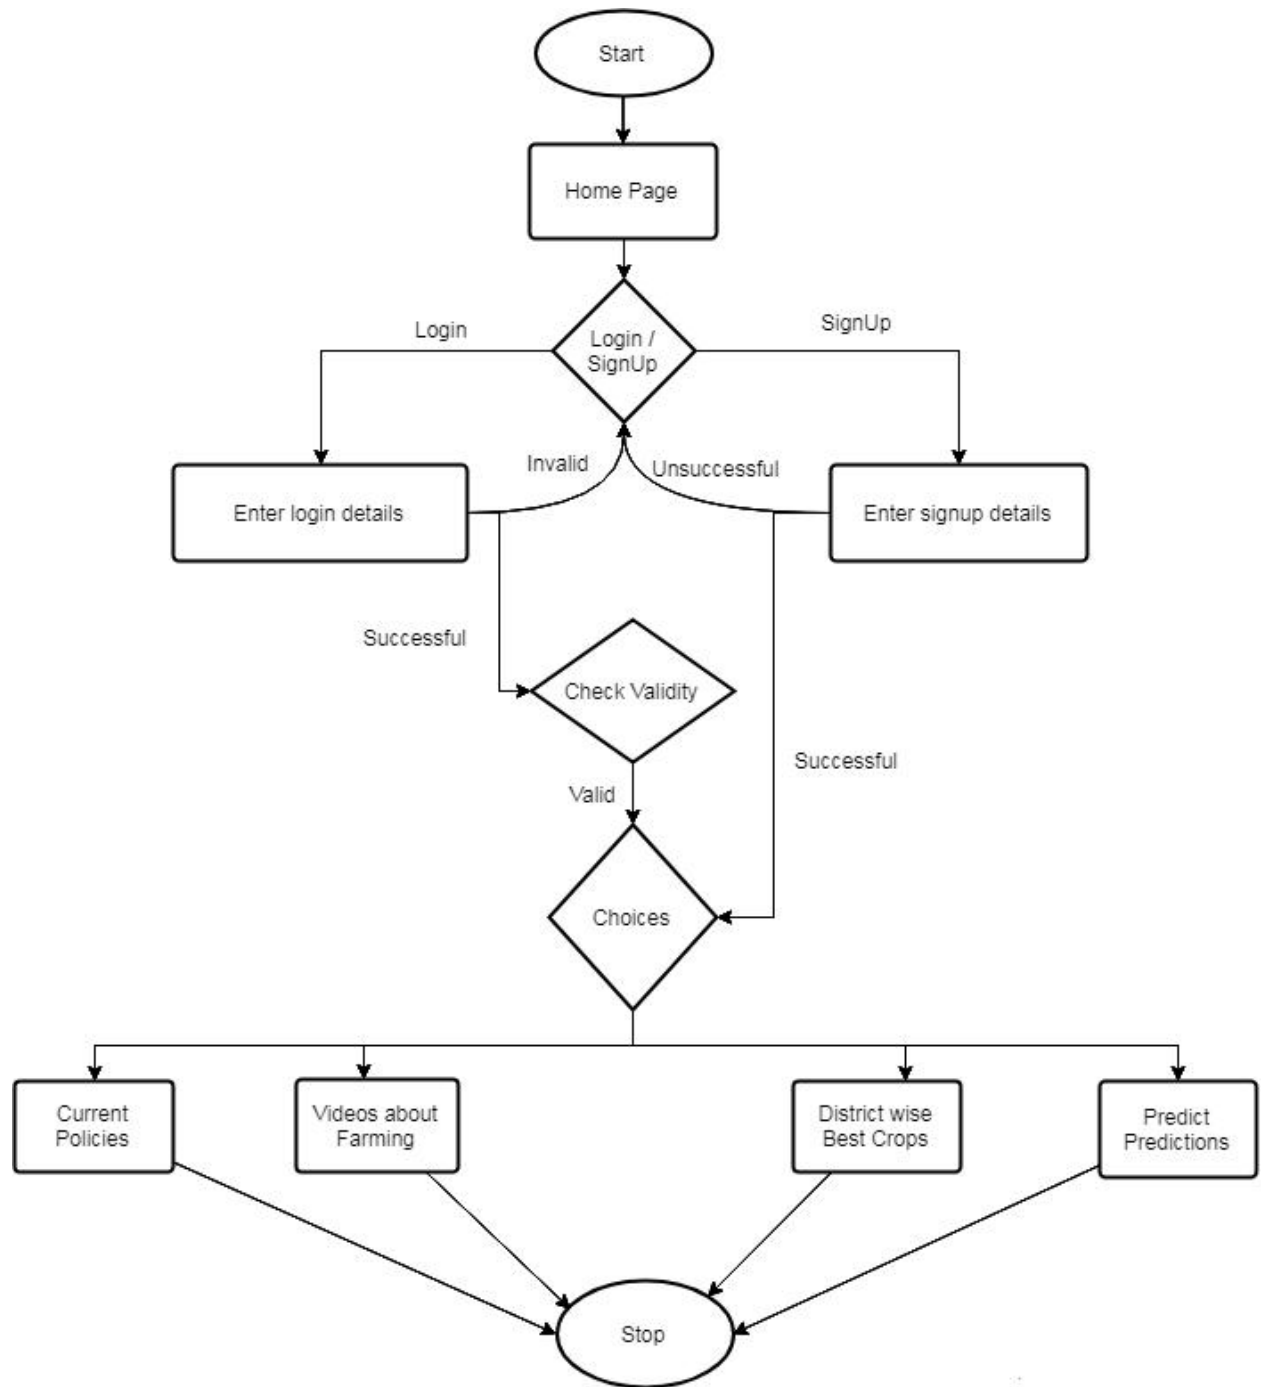 Start
Home Page
Login /
SignUp
Login
SignUp
Invalid
Unsuccessful
Enter login details
Enter signup details
Successful
Check Validity
Successful
Valid
Choices
Current
Policies
Videos about
Farming
District wise
Best Crops
Predict
Predictions
Stop